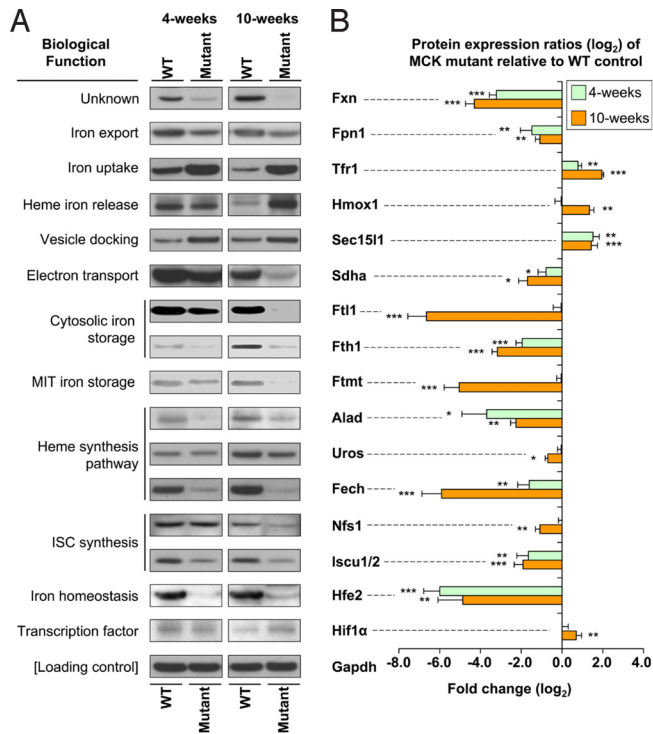 A
4-weeks 10-weeks
Biological
Function
WT Mutant WT Mutant
Unknown
Iron export
Iron uptake
Heme iron release
Vesicle docking
Electron transport
Cytosolic iron
storage
MIT iron storage
Heme synthesis
pathway
ISC synthesis
Iron homeostasis
Transcription factor
[Loading control]
WT Mutant WT Mutant
B
Protein expression ratios (log2) of
MCK mutant relative to WT control
4-weeks
10-weeks
Fxn *** ***
Fpn1 ** **
Tfr1 ** ***
Hmox1 **
Sec15l1 ** ***
Sdha * *
Ftl1 ***
Fth1 *** ***
Ftmt ***
Alad * **
Uros *
Fech ** ***
Nfs1 **
Iscu1/2 ** ***
Hfe2 *** **
Hif1α **
Gapdh
-8.0 -6.0 -4.0 -2.0 0.0 2.0 4.0
Fold change (log2)